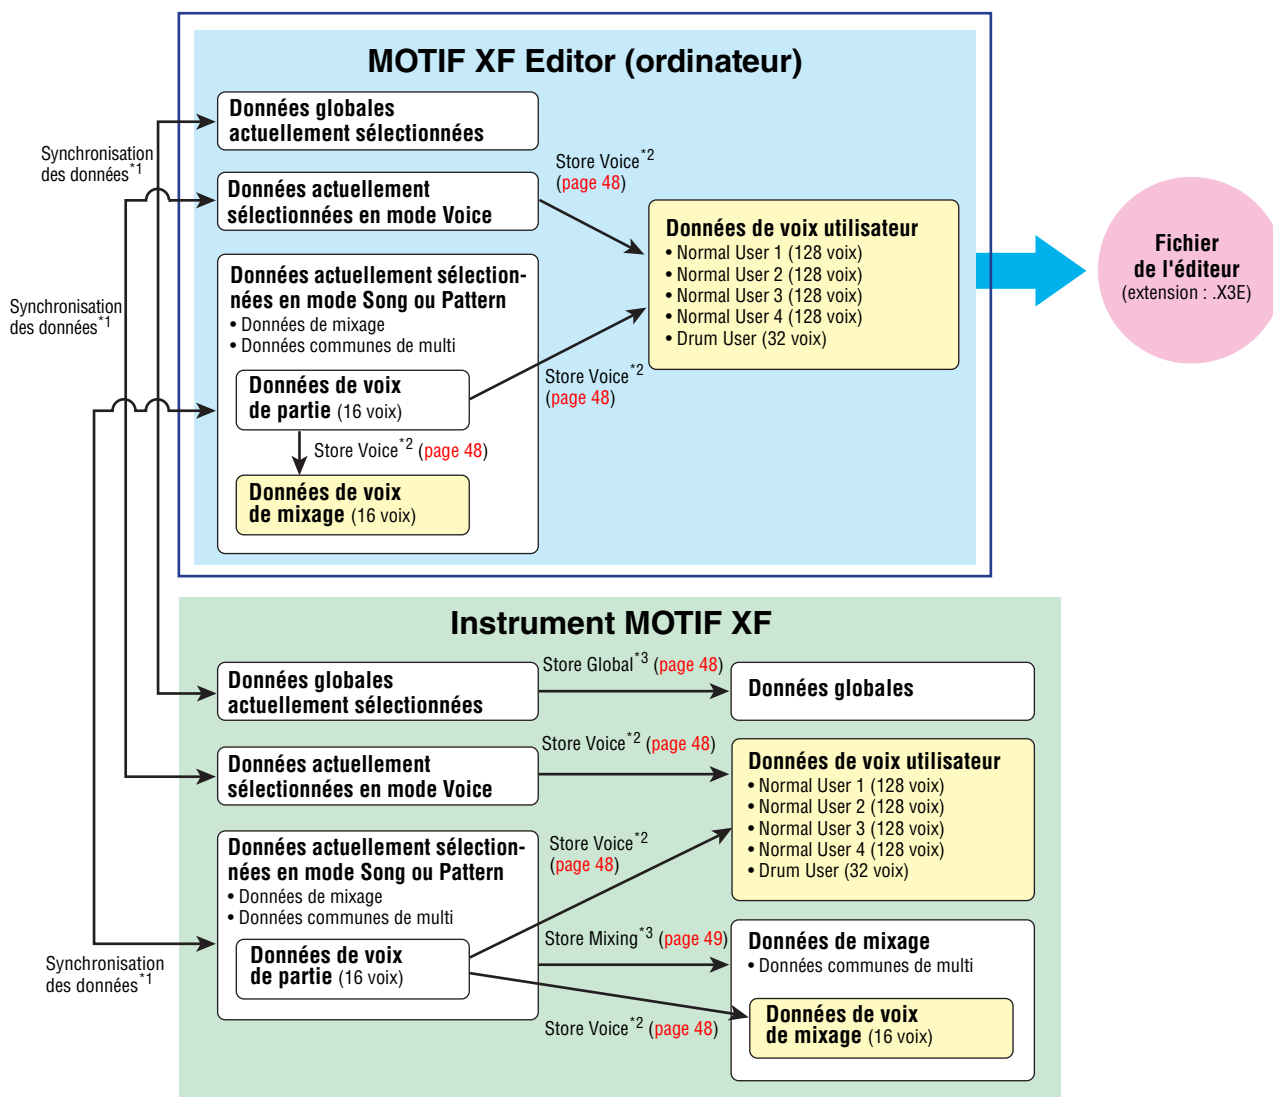 MOTIF XF Editor (ordinateur)
Données globales
actuellement sélectionnées
Synchronisation
des données*1
Store Voice*2
(page 48)
Données actuellement
sélectionnées en mode Voice
Données de voix utilisateur
• Normal User 1 (128 voix)
• Normal User 2 (128 voix)
• Normal User 3 (128 voix)
• Normal User 4 (128 voix)
• Drum User (32 voix)
Fichier
de l'éditeur
(extension : .X3E)
Données actuellement sélection-
nées en mode Song ou Pattern
• Données de mixage
• Données communes de multi
Synchronisation
des données*1
Données de voix
de partie (16 voix)
Store Voice*2
(page 48)
Store Voice*2 (page 48)
Données de voix
de mixage (16 voix)
Instrument MOTIF XF
Données globales
actuellement sélectionnées
Store Global*3 (page 48)
Données globales
Données actuellement
sélectionnées en mode Voice
Store Voice*2 (page 48)
Données de voix utilisateur
• Normal User 1 (128 voix)
• Normal User 2 (128 voix)
• Normal User 3 (128 voix)
• Normal User 4 (128 voix)
• Drum User (32 voix)
Données actuellement sélection-
nées en mode Song ou Pattern
• Données de mixage
• Données communes de multi
Store Voice*2
(page 48)
Données de voix
de partie (16 voix)
Synchronisation
des données*1
Store Mixing*3 (page 49)
Données de mixage
• Données communes de multi
Store Voice*2 (page 48)
Données de voix
de mixage (16 voix)